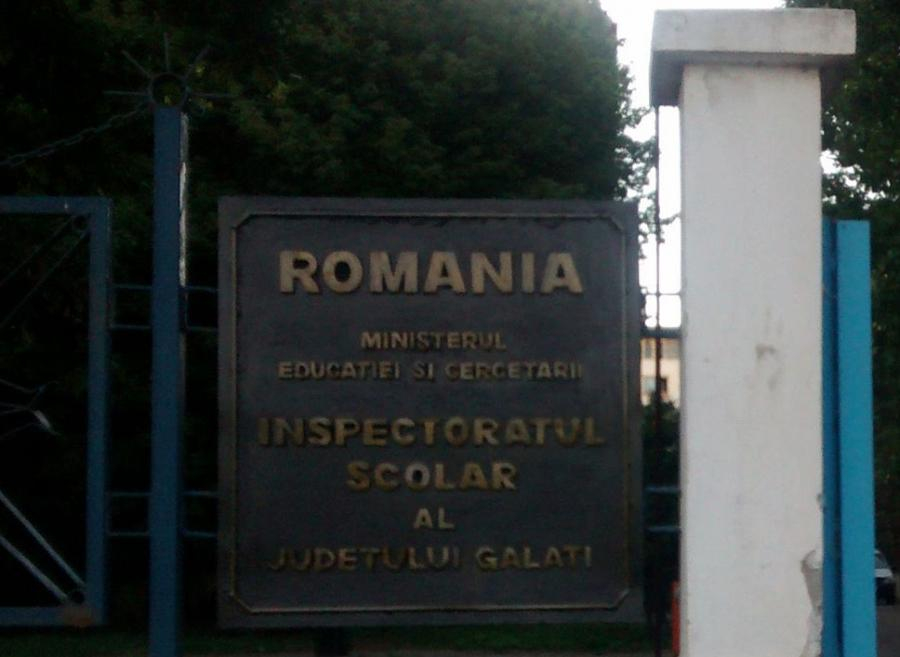 ROMANIA
MINISTERUL
EDUCATIEI SI CERCETARII
INSPECTORATUL
SCOLAR
AL
JUDETULUI GALATI